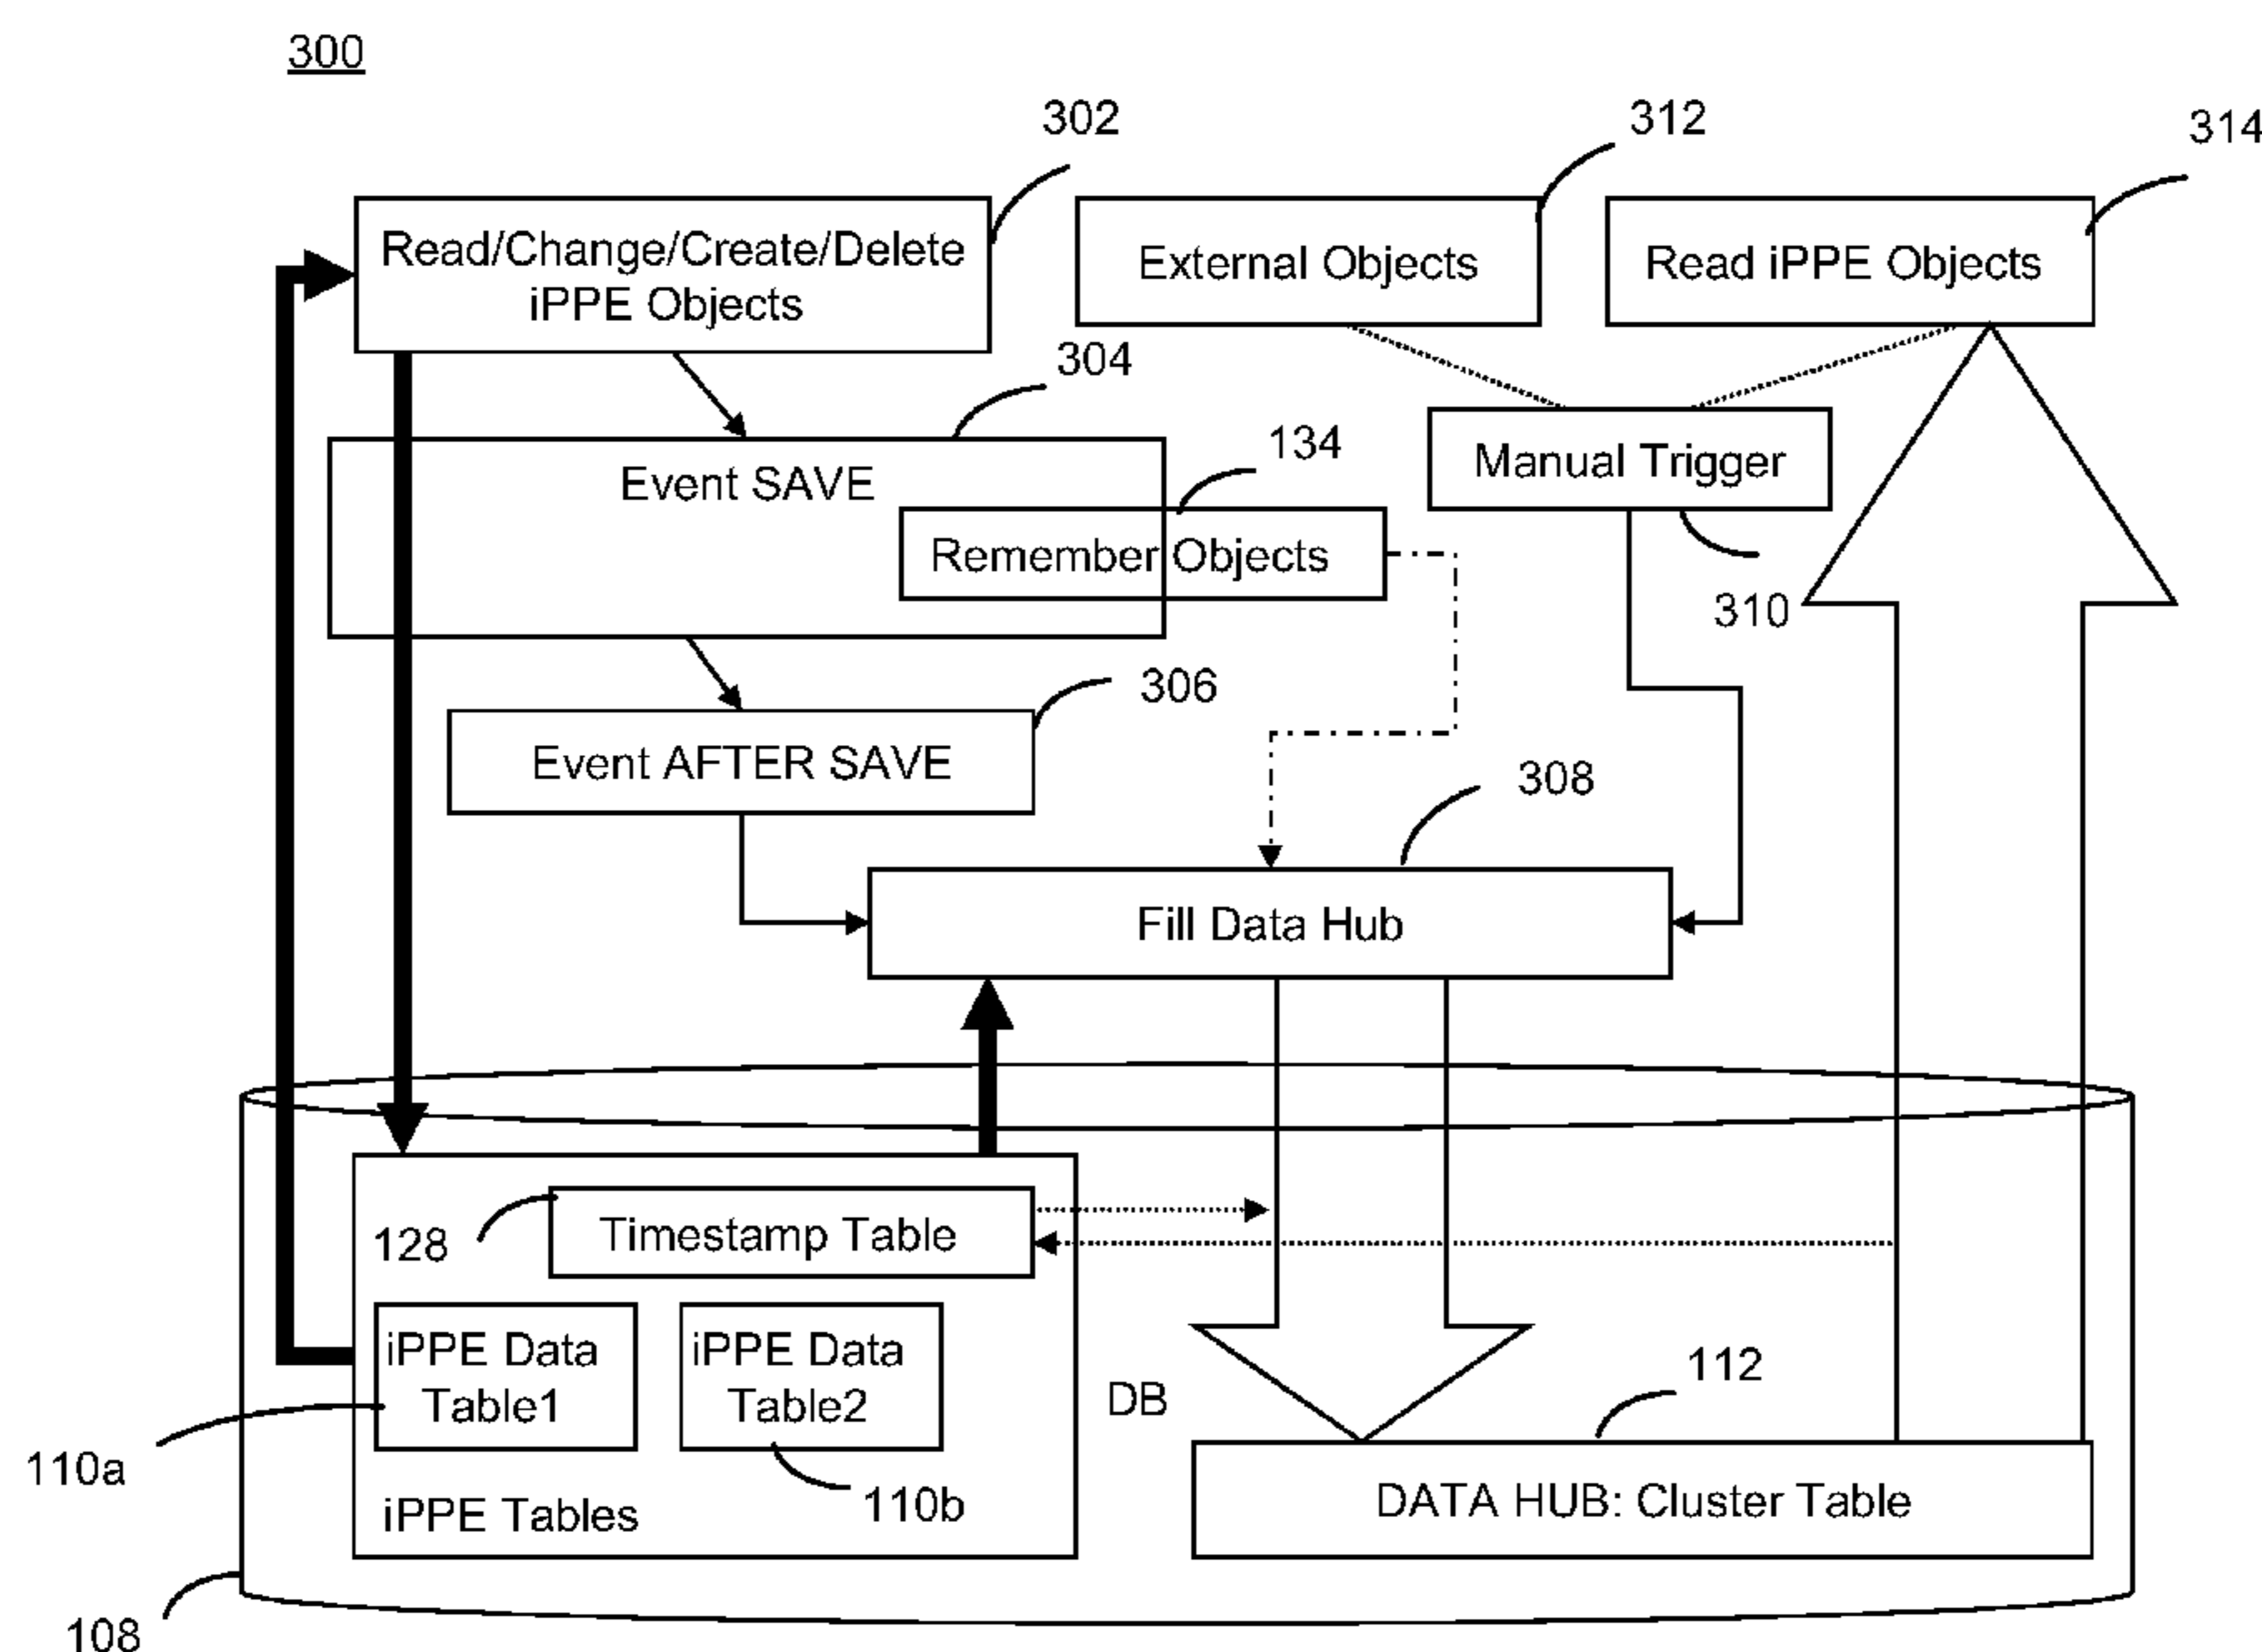 300
302
312
314
Read/Change/Create/Delete
iPPE Objects
External Objects
Read iPPE Objects
304
134
Event SAVE
Manual Trigger
Remember Objects
310
306
Event AFTER SAVE
308
Fill Data Hub
128
Timestamp Table
iPPE Data
Table1
iPPE Data
Table2
DB
112
110a
110b
iPPE Tables
DATA HUB: Cluster Table
108